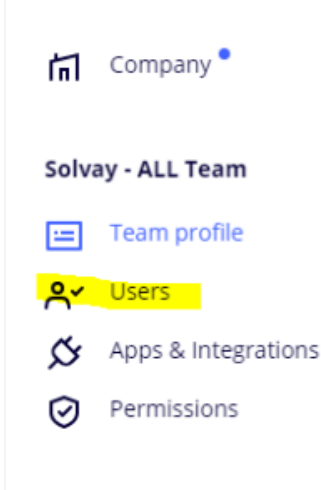 Company
Solvay - ALL Team
Team profile
Users
Apps & Integrations
Permissions